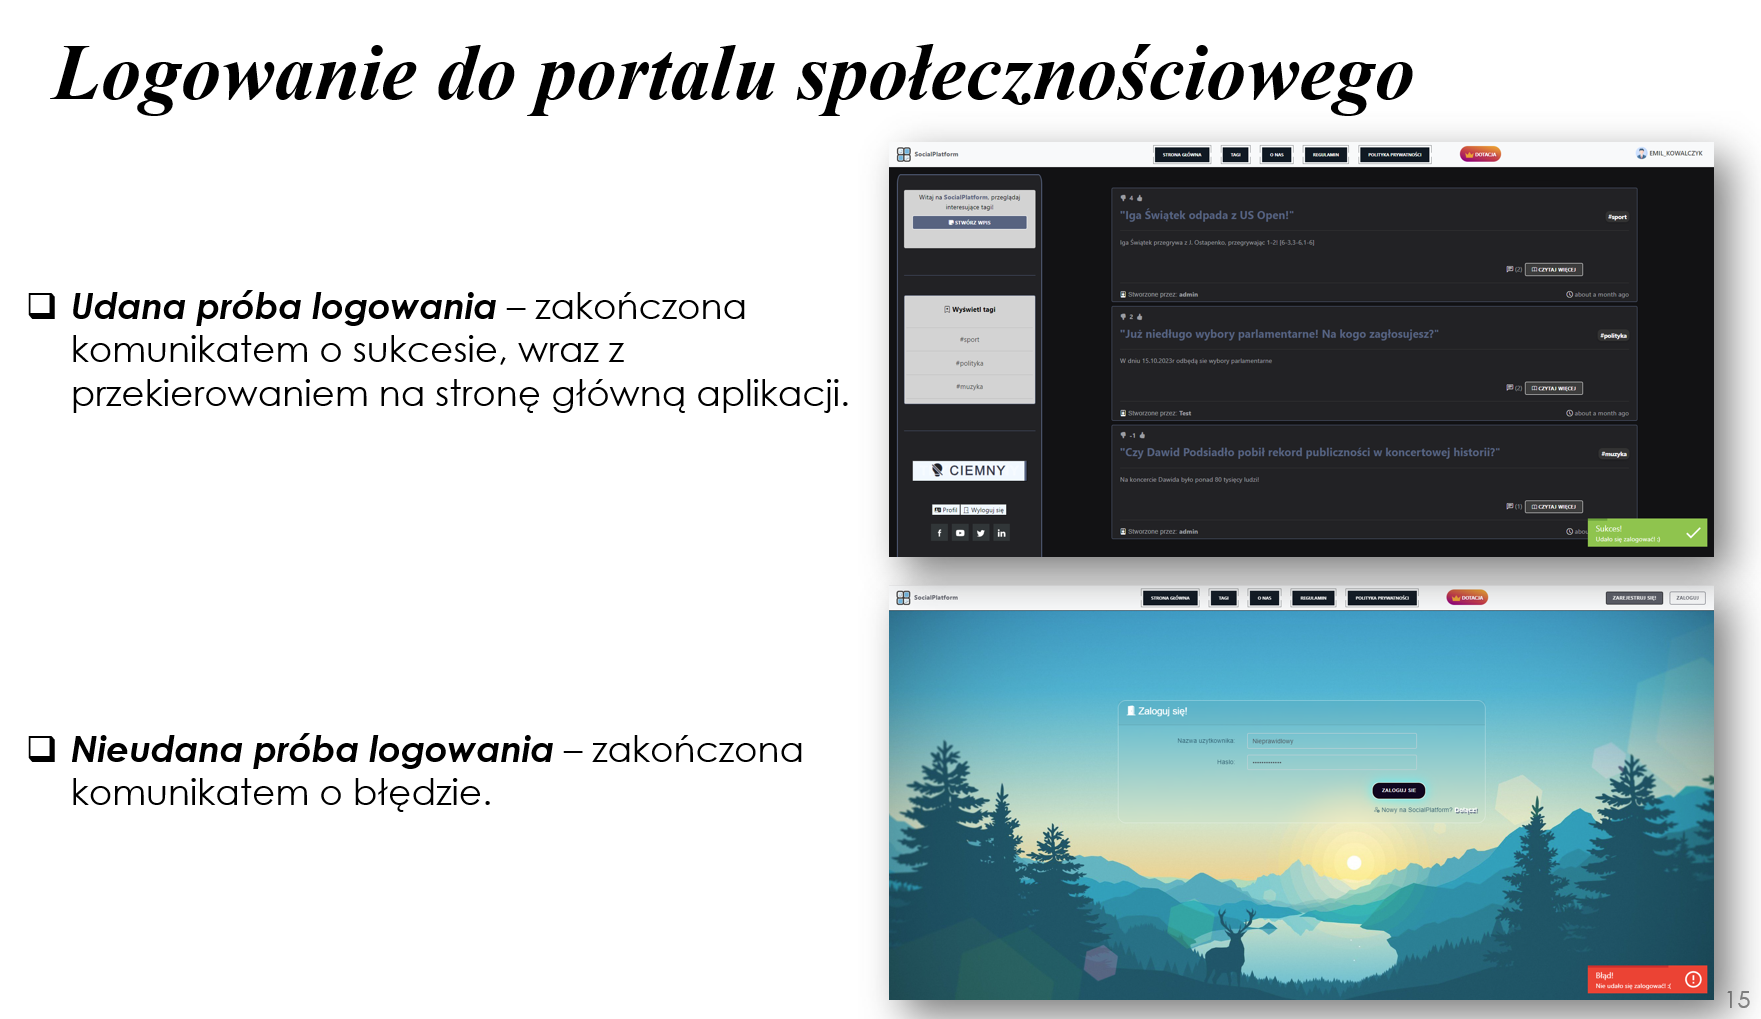 Logowanie do portalu społecznościowego
❑ Udana próba logowania – zakończona
komunikatem o sukcesie, wraz z
przekierowaniem na stronę główną aplikacji.
SocialPlatform
STRONA GŁÓWNA
TAGI
O NAS
REGULAMIN
POLITYKA PRYWATNOŚCI
DOTACJA
EMIL_KOWALCZYK
Witaj na SocialPlatform, przeglądaj
interesujące tagi!
STWÓRZ WPIS
Wyświetl tagi
#sport
#polityka
#muzyka
CIEMNY
Profil
Wyloguj się
4
"Iga Świątek odpada z US Open!"
#sport
Iga Świątek przegrywa z J. Ostapenko, przegrywając 1-2! [6-3,3-6,1-6]
(2) CZYTAJ WIĘCEJ
Stworzone przez: admin
about a month ago
2
"Już niedługo wybory parlamentarne! Na kogo zagłosujesz?"
#polityka
W dniu 15.10.2023r odbędą sie wybory parlamentarne
(2) CZYTAJ WIĘCEJ
Stworzone przez: Test
about a month ago
-1
"Czy Dawid Podsiadło pobił rekord publiczności w koncertowej historii?"
#muzyka
Na koncercie Dawida było ponad 80 tysięcy ludzi!
(1) CZYTAJ WIĘCEJ
Stworzone przez: admin
Sukces!
Udało się zalogować! :)
❑ Nieudana próba logowania – zakończona
komunikatem o błędzie.
SocialPlatform
STRONA GŁÓWNA
TAGI
O NAS
REGULAMIN
POLITYKA PRYWATNOŚCI
DOTACJA
ZAREJESTRUJ SIĘ!
ZALOGUJ
Zaloguj się!
Nazwa użytkownika:
Nieprawidłowy
Hasło:
ZALOGUJ SIE
Nowy na SocialPlatform? Dołącz!
Błąd!
Nie udało się zalogować! :(
15